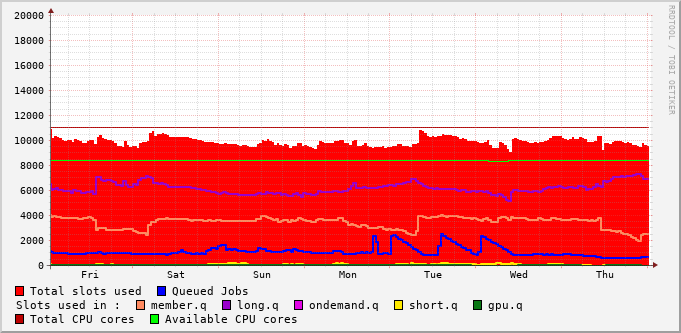 20000
18000
16000
14000
12000
10000
8000
6000
4000
2000
0
Fri Sat Sun Mon Tue Wed Thu
Total slots used Queued Jobs
Slots used in : member.q long.q ondemand.q short.q gpu.q
Total CPU cores Available CPU cores
RRDTOOL / TOBI OETIKER